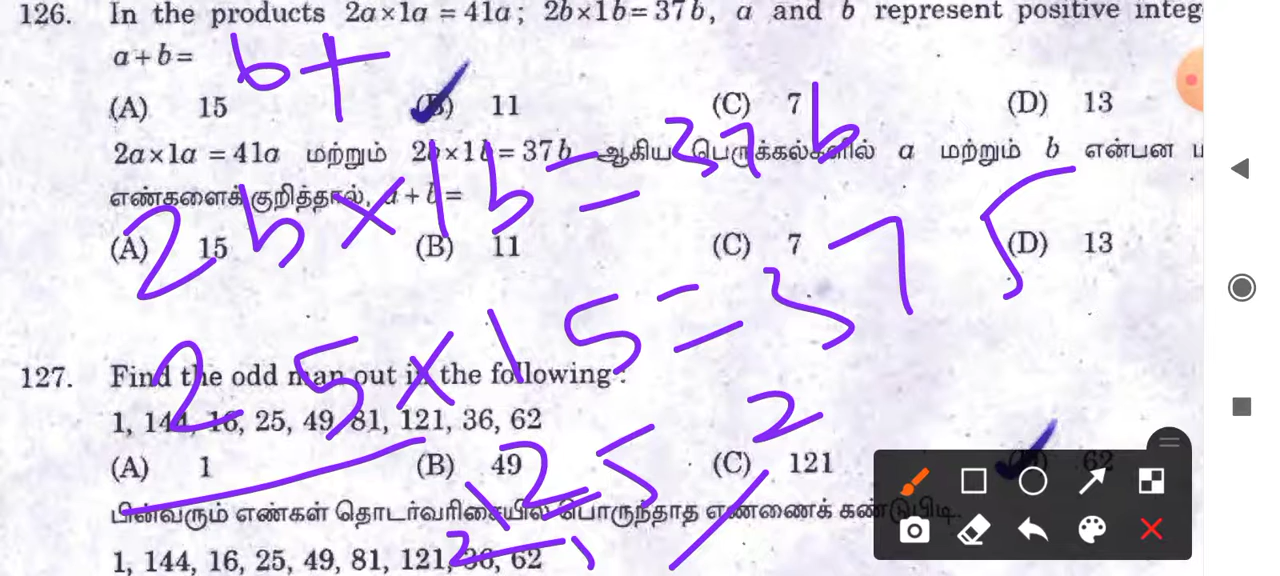 126. In the products 2a×1a = 41a; 2b×1b = 37b, a and b represent positive integ
a+b=
b+
(A) 15 (B) 11 (C) 7 (D) 13
2a×1a = 41a மற்றும் 2b×1b = 37b ஆகிய பெருக்கல்களில் a மற்றும் b என்பன
எண்களைக் குறித்தால், a+b=
2b×1b=37b
(A) 15 (B) 11 (C) 7 (D) 13
25×15=375
127. Find the odd man out in the following:
1, 144, 16, 25, 49, 81, 121, 36, 62
(A) 1 (B) 49 (C) 121 (D) 62
125
2
பின்வரும் எண்கள் தொடர்வரிசையில் பொருந்தாத எண்ணைக் கண்டுபிடி.
1, 144, 16, 25, 49, 81, 121, 36, 62